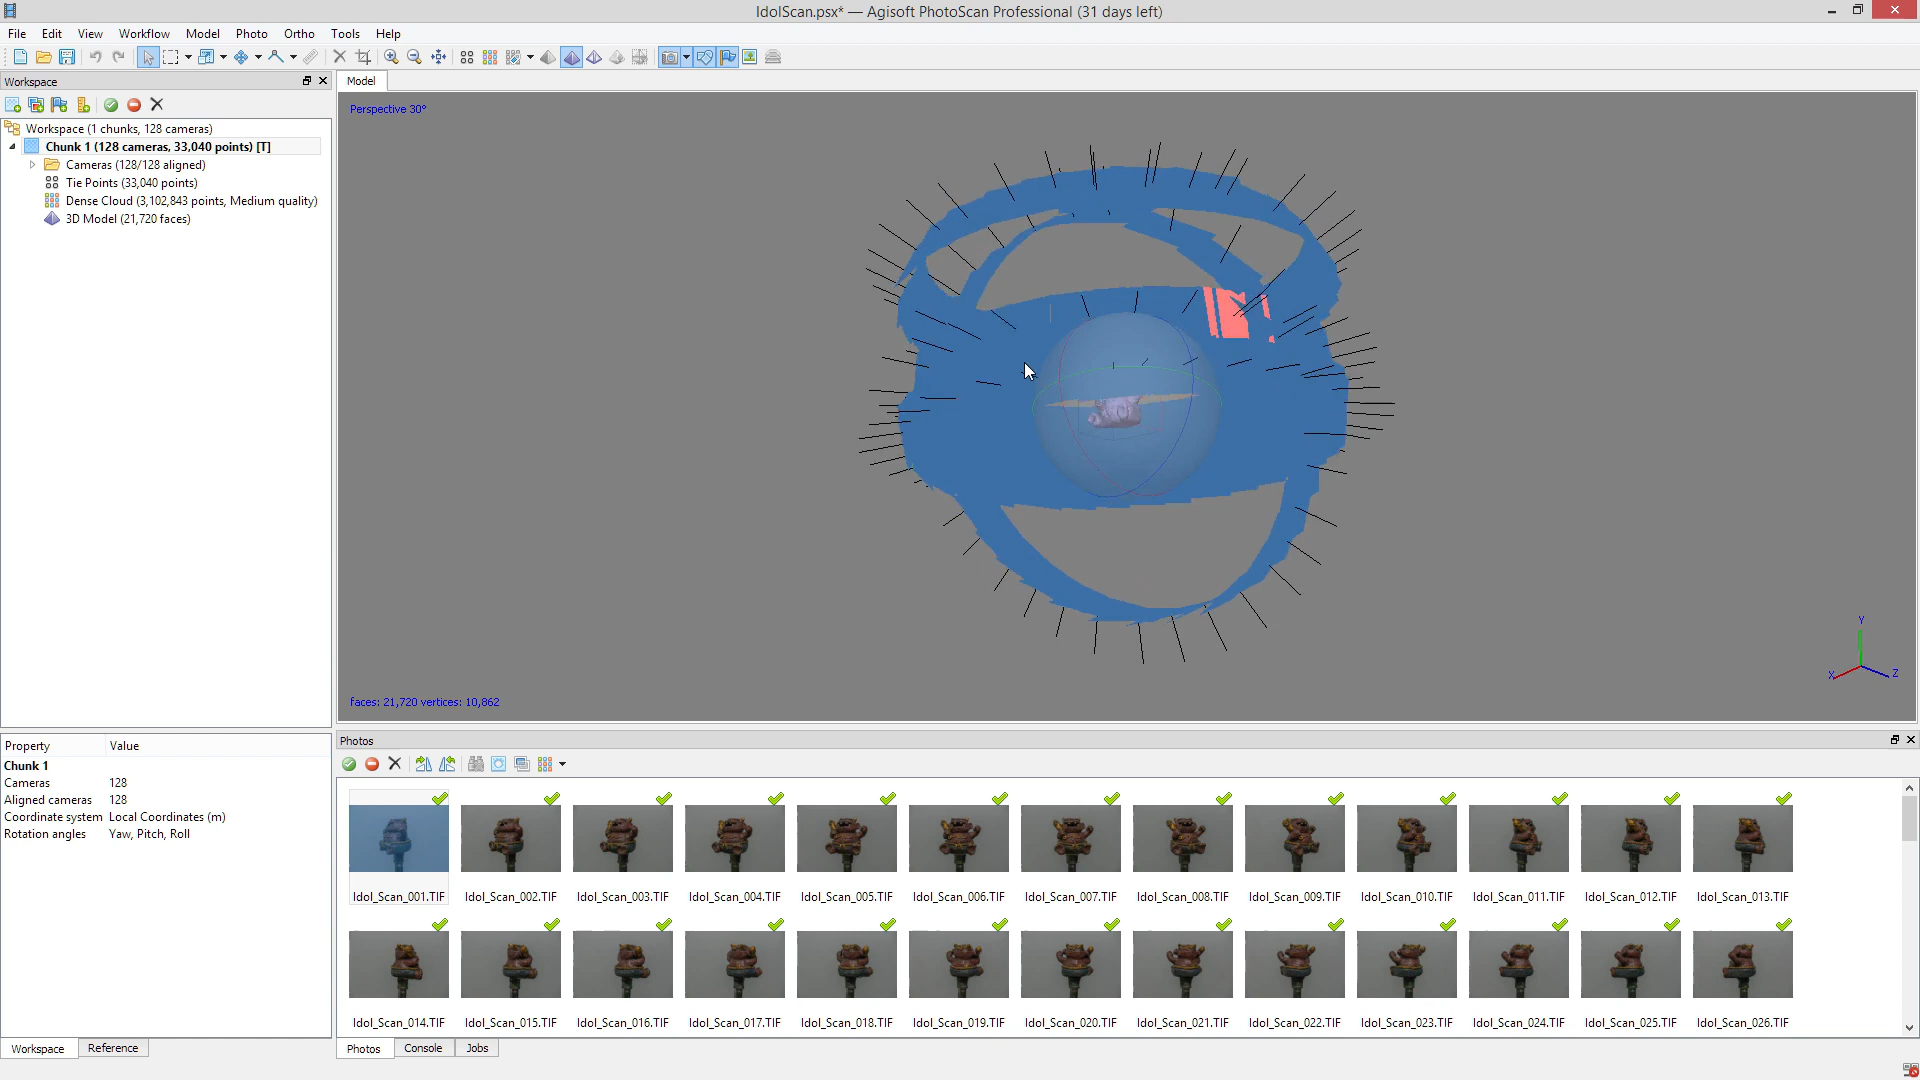 IdolScan.psx* — Agisoft PhotoScan Professional (31 days left)
File Edit View Workflow Model Photo Ortho Tools Help
Workspace
Workspace (1 chunks, 128 cameras)
Chunk 1 (128 cameras, 33,040 points) [T]
Cameras (128/128 aligned)
Tie Points (33,040 points)
Dense Cloud (3,102,843 points, Medium quality)
3D Model (21,720 faces)
Property Value
Chunk 1
Cameras 128
Aligned cameras 128
Coordinate system Local Coordinates (m)
Rotation angles Yaw, Pitch, Roll
Workspace Reference
Model
Perspective 30°
Y
X Z
faces: 21,720 vertices: 10,862
Photos
Idol_Scan_001.TIF Idol_Scan_002.TIF Idol_Scan_003.TIF Idol_Scan_004.TIF Idol_Scan_005.TIF Idol_Scan_006.TIF Idol_Scan_007.TIF Idol_Scan_008.TIF Idol_Scan_009.TIF Idol_Scan_010.TIF Idol_Scan_011.TIF Idol_Scan_012.TIF Idol_Scan_013.TIF
Idol_Scan_014.TIF Idol_Scan_015.TIF Idol_Scan_016.TIF Idol_Scan_017.TIF Idol_Scan_018.TIF Idol_Scan_019.TIF Idol_Scan_020.TIF Idol_Scan_021.TIF Idol_Scan_022.TIF Idol_Scan_023.TIF Idol_Scan_024.TIF Idol_Scan_025.TIF Idol_Scan_026.TIF
Photos Console Jobs